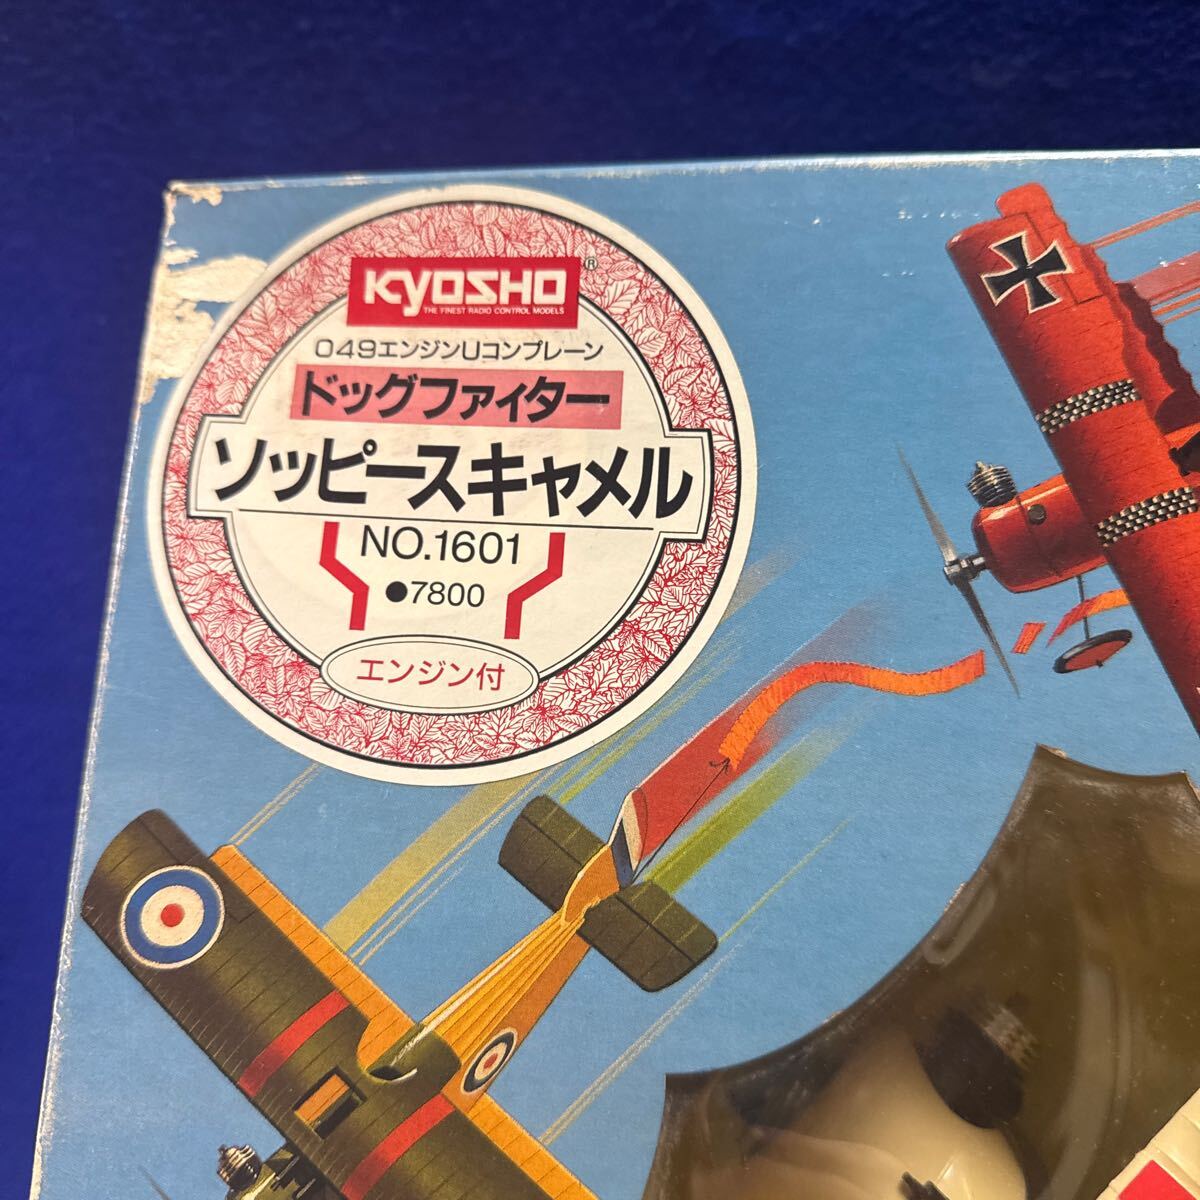 KYOSHO®
THE FINEST RADIO CONTROL MODELS
049エンジンUコンプレーン
ドッグファイター
ソッピースキャメル
NO.1601
●7800
エンジン付